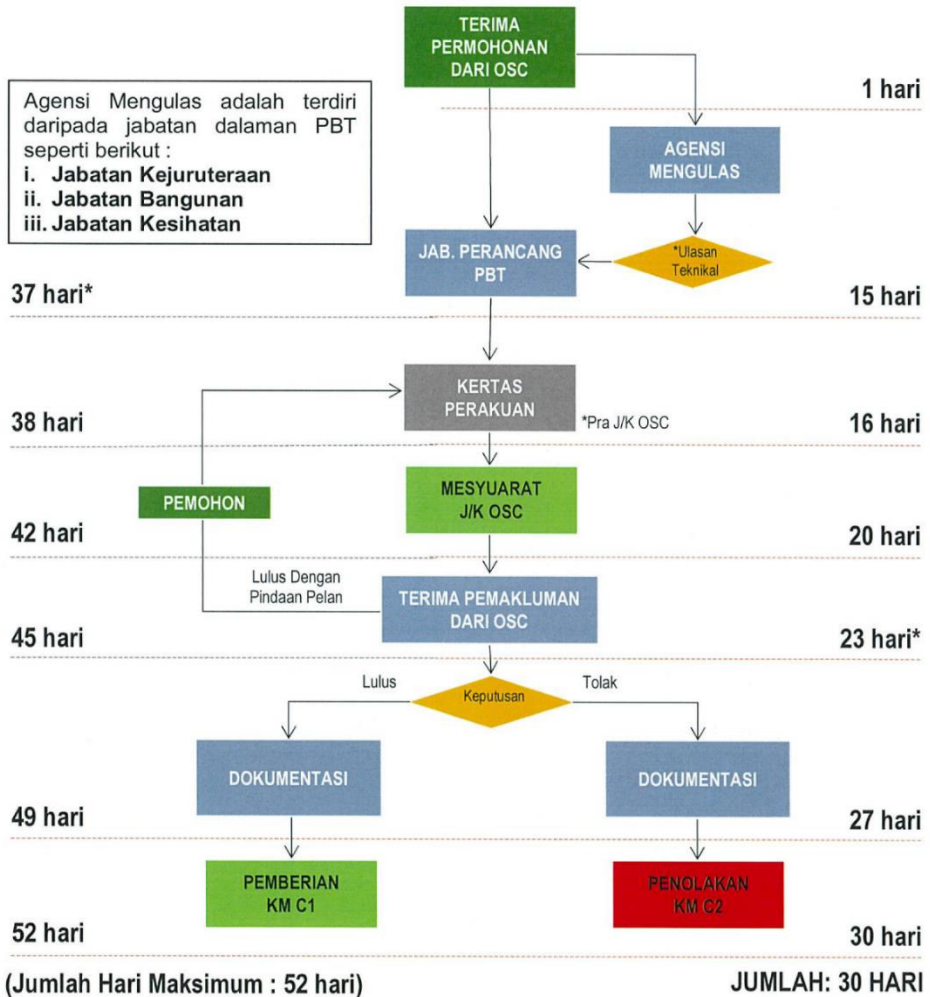 TERIMA
PERMOHONAN
DARI OSC
1 hari
Agensi Mengulas adalah terdiri
daripada jabatan dalaman PBT
seperti berikut :
i. Jabatan Kejuruteraan
ii. Jabatan Bangunan
iii. Jabatan Kesihatan
AGENSI
MENGULAS
JAB. PERANCANG
PBT
*Ulasan
Teknikal
37 hari*
15 hari
KERTAS
PERAKUAN
*Pra J/K OSC
38 hari
16 hari
PEMOHON
MESYUARAT
J/K OSC
42 hari
20 hari
Lulus Dengan
Pindaan Pelan
TERIMA PEMAKLUMAN
DARI OSC
45 hari
23 hari*
Lulus
Keputusan
Tolak
DOKUMENTASI
DOKUMENTASI
49 hari
27 hari
PEMBERIAN
KM C1
PENOLAKAN
KM C2
52 hari
30 hari
(Jumlah Hari Maksimum : 52 hari)
JUMLAH: 30 HARI